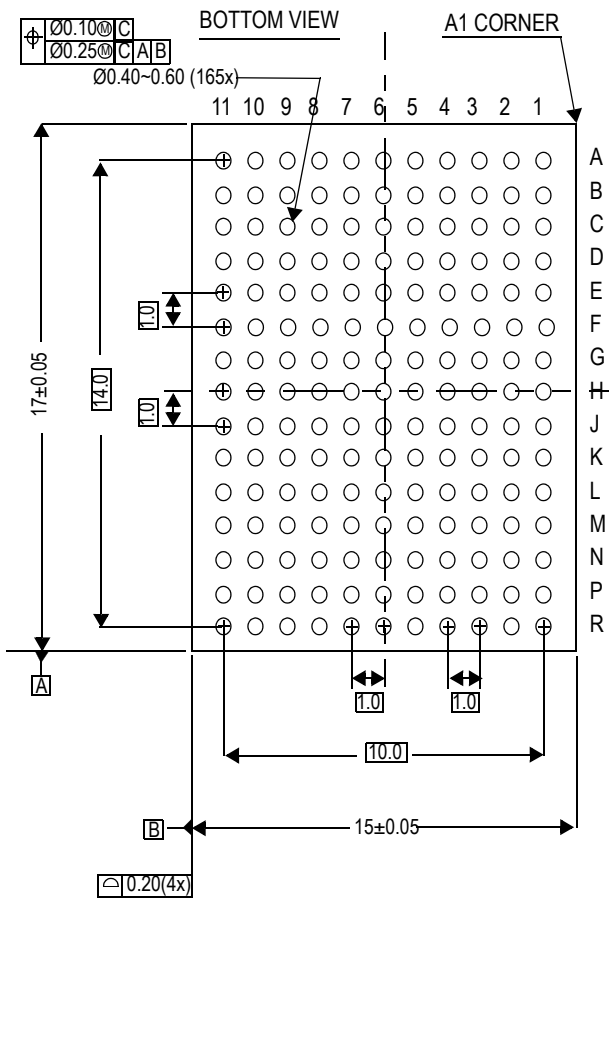 BOTTOM VIEW
A1 CORNER
Ø0.10Ⓜ C
Ø0.25Ⓜ C A B
Ø0.40~0.60 (165x)
11 10 9 8 7 6 5 4 3 2 1
A
B
C
D
E
F
G
H
J
K
L
M
N
P
R
1.0
17±0.05
14.0
1.0
A
1.0
1.0
10.0
B
15±0.05
0.20(4x)